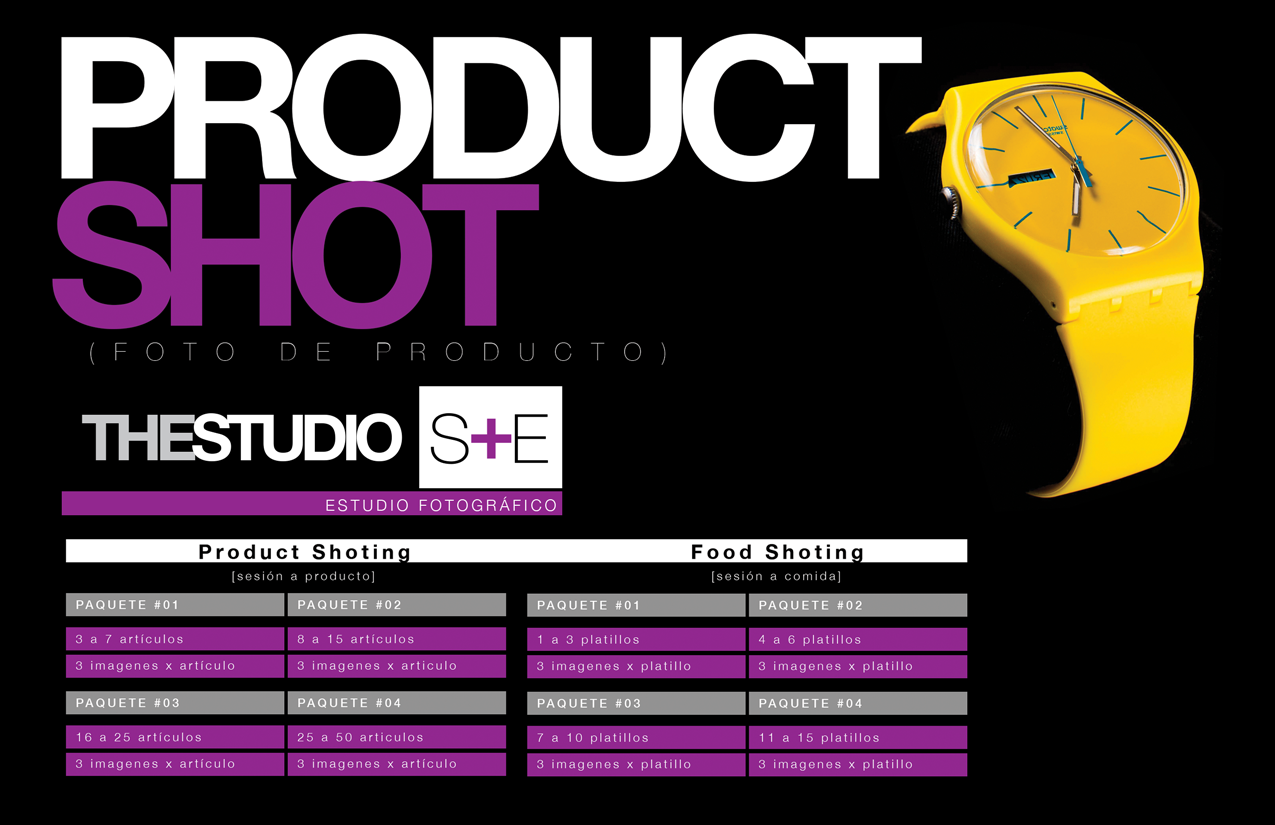 PRODUCT
SHOT
(FOTO DE PRODUCTO)
THESTUDIO S+E
ESTUDIO FOTOGRÁFICO
Product Shoting
[sesión a producto]
PAQUETE #01 PAQUETE #02
3 a 7 artículos 8 a 15 artículos
3 imagenes x artículo 3 imagenes x articulo
PAQUETE #03 PAQUETE #04
16 a 25 artículos 25 a 50 articulos
3 imagenes x artículo 3 imagenes x artículo
Food Shoting
[sesión a comida]
PAQUETE #01 PAQUETE #02
1 a 3 platillos 4 a 6 platillos
3 imagenes x platillo 3 imagenes x platillo
PAQUETE #03 PAQUETE #04
7 a 10 platillos 11 a 15 platillos
3 imagenes x platillo 3 imagenes x platillo